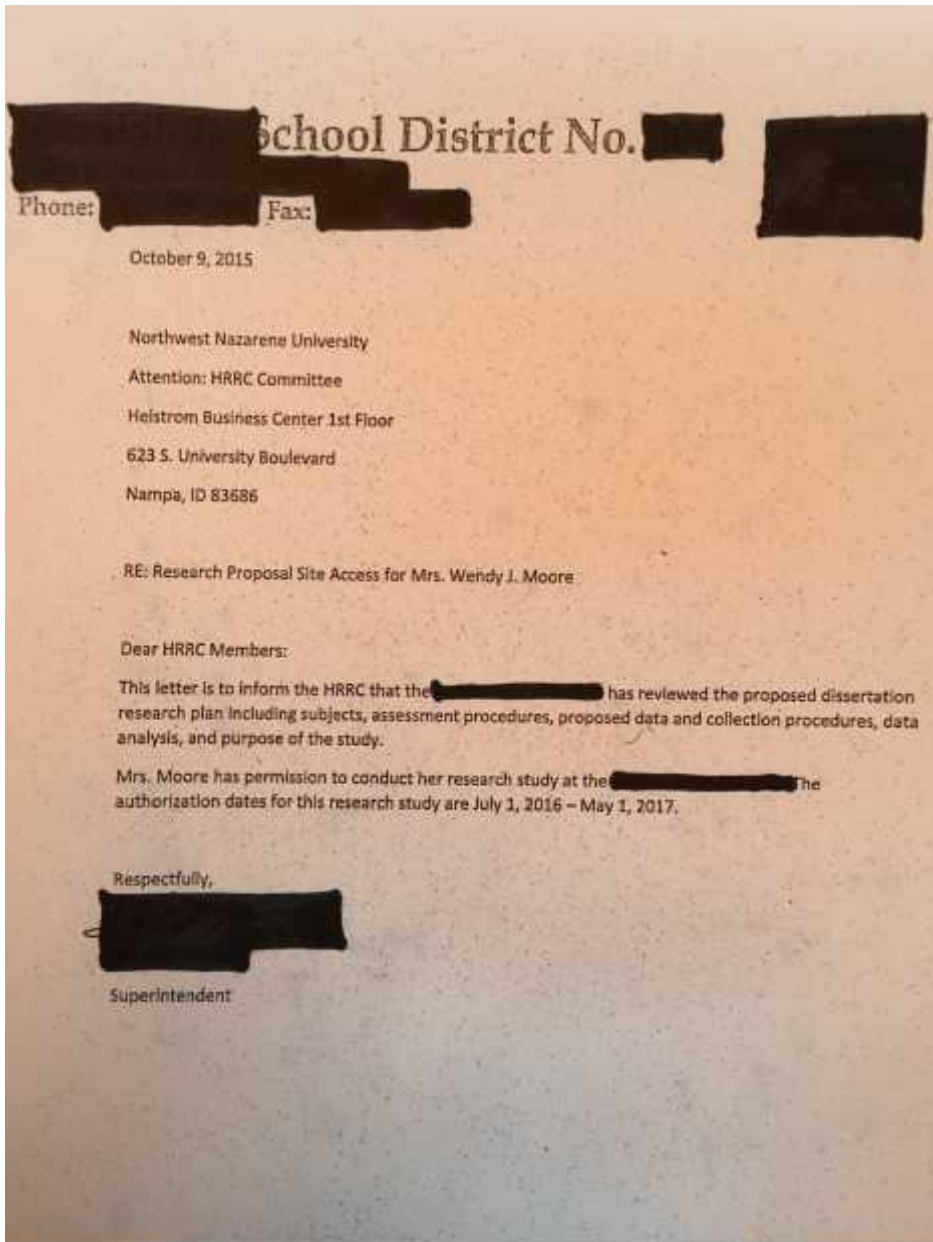 School District No.
Phone: Fax:
October 9, 2015
Northwest Nazarene University
Attention: HRRC Committee
Helstrom Business Center 1st Floor
623 S. University Boulevard
Nampa, ID 83686
RE: Research Proposal Site Access for Mrs. Wendy J. Moore
Dear HRRC Members:
This letter is to inform the HRRC that the has reviewed the proposed dissertation
research plan including subjects, assessment procedures, proposed data and collection procedures, data
analysis, and purpose of the study.
Mrs. Moore has permission to conduct her research study at the The
authorization dates for this research study are July 1, 2016 – May 1, 2017.
Respectfully,
Superintendent